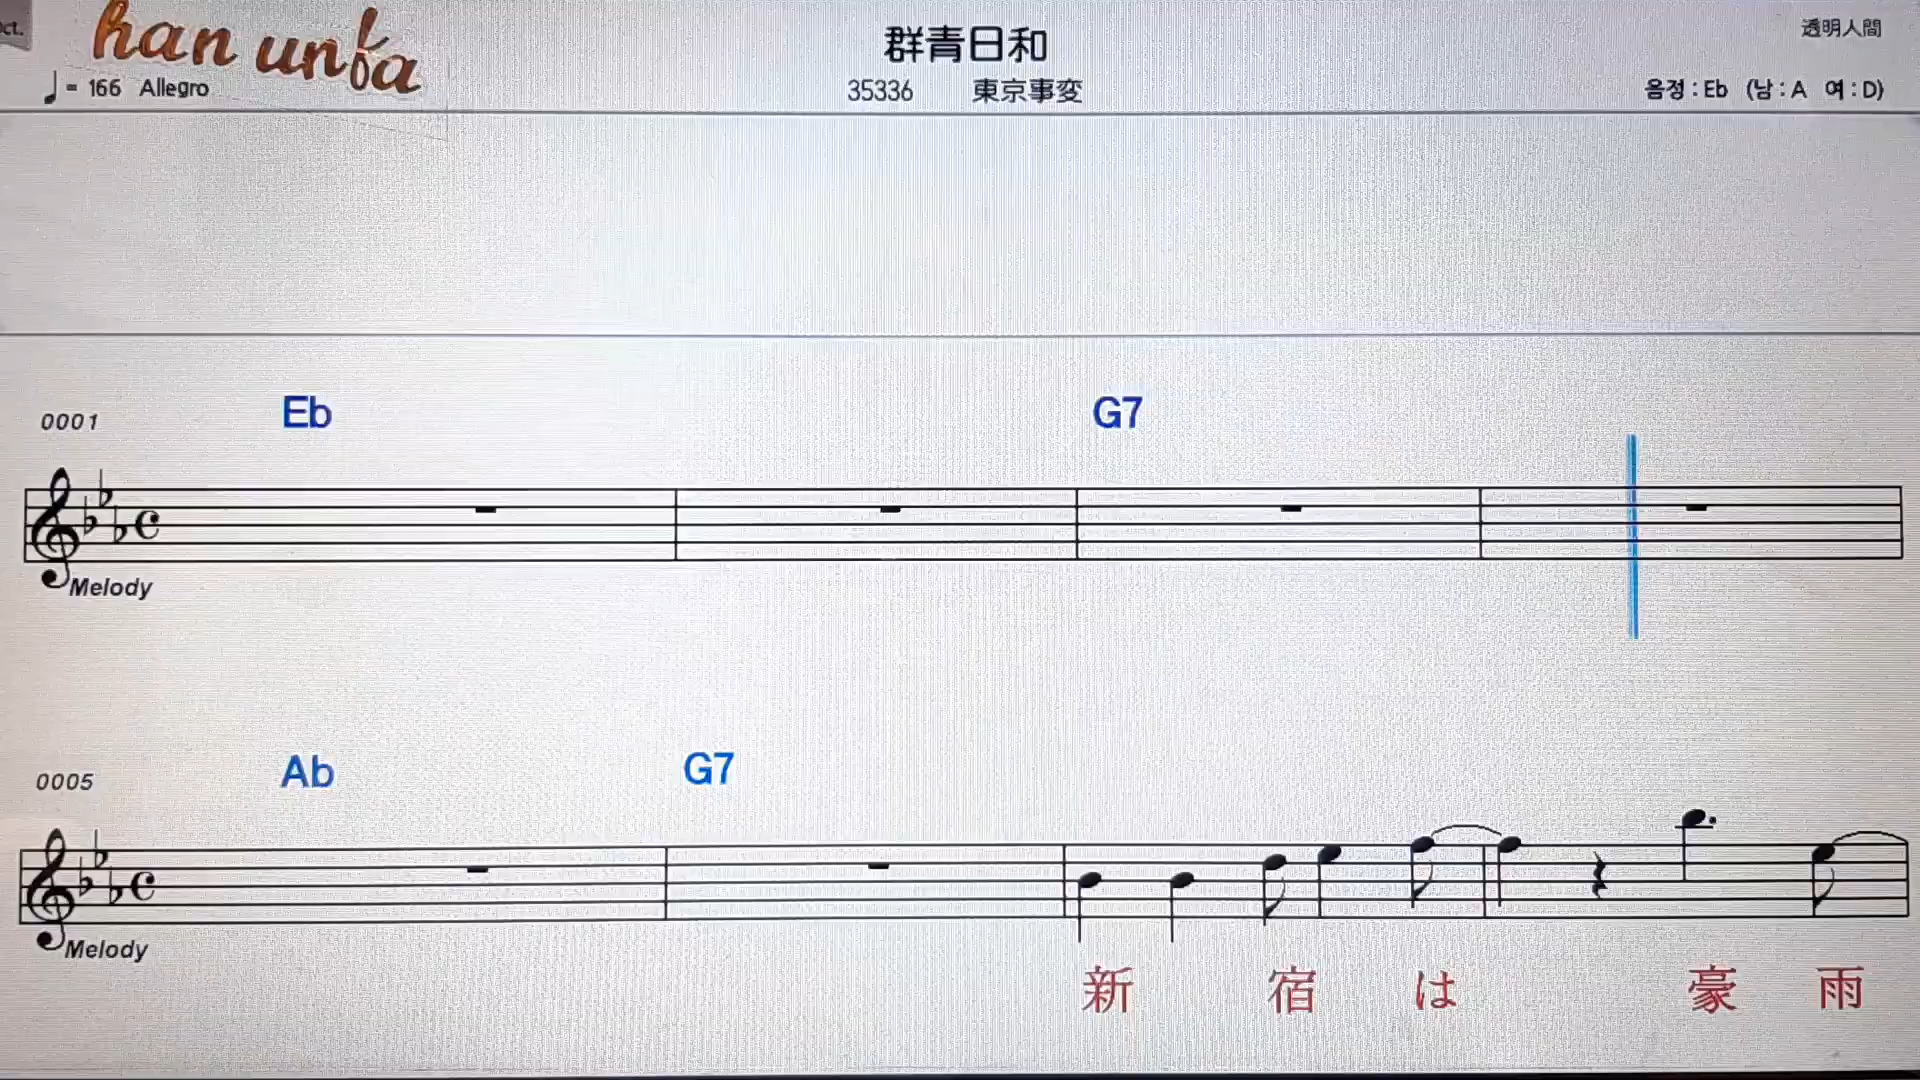 Oct.
han unfa
群青日和
透明人間
♩= 166 Allegro
35336 東京事変
음정 : Eb (남 : A 여 : D)
0001 Eb G7
Melody
0005 Ab G7
Melody
新 宿 は 豪 雨